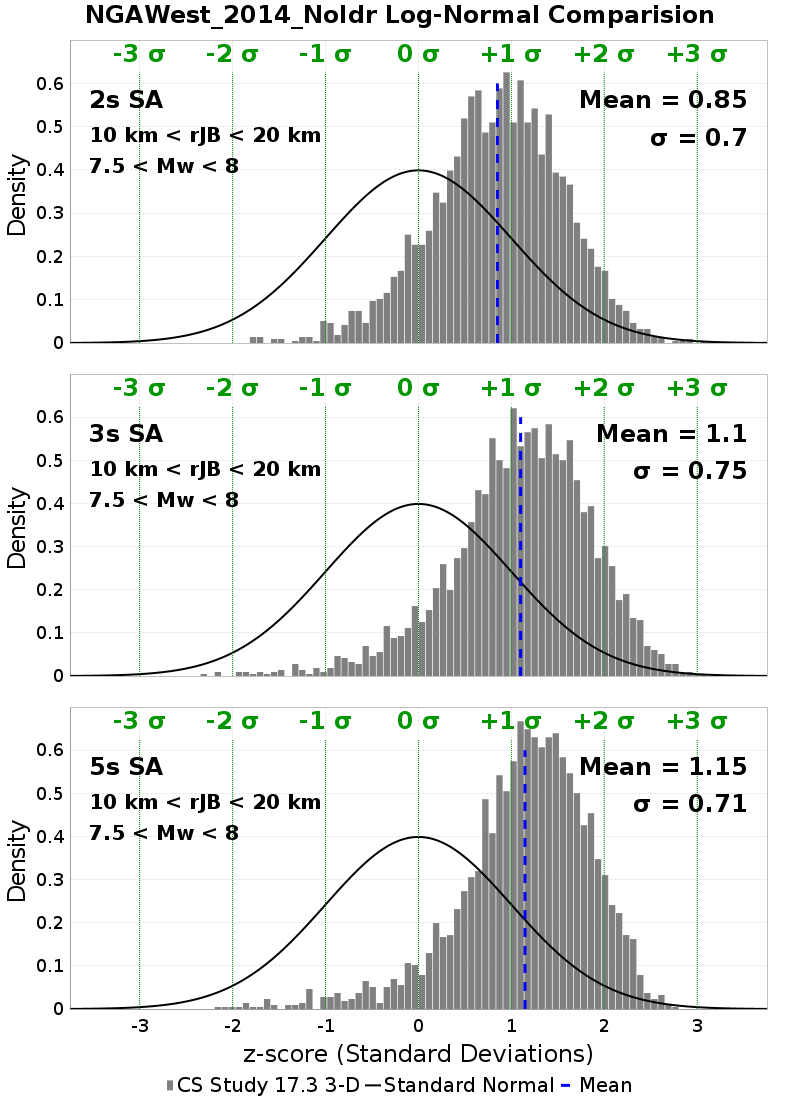 NGAWest_2014_NoIdr Log-Normal Comparision
-3 σ -2 σ -1 σ 0 σ +1 σ +2 σ +3 σ
2s SA
10 km < rJB < 20 km
7.5 < Mw < 8
Mean = 0.85
σ = 0.7
Density
0.6
0.5
0.4
0.3
0.2
0.1
0
-3 σ -2 σ -1 σ 0 σ +1 σ +2 σ +3 σ
3s SA
10 km < rJB < 20 km
7.5 < Mw < 8
Mean = 1.1
σ = 0.75
Density
0.6
0.5
0.4
0.3
0.2
0.1
0
-3 σ -2 σ -1 σ 0 σ +1 σ +2 σ +3 σ
5s SA
10 km < rJB < 20 km
7.5 < Mw < 8
Mean = 1.15
σ = 0.71
Density
0.6
0.5
0.4
0.3
0.2
0.1
0
-3 -2 -1 0 1 2 3
z-score (Standard Deviations)
CS Study 17.3 3-D Standard Normal Mean